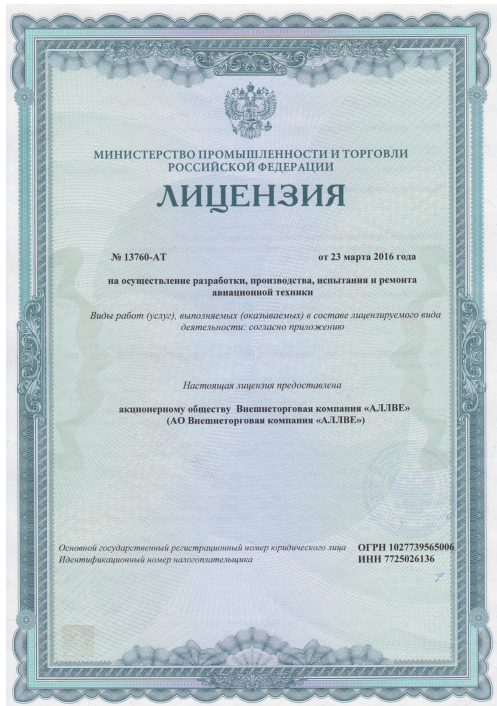 МИНИСТЕРСТВО ПРОМЫШЛЕННОСТИ И ТОРГОВЛИ
РОССИЙСКОЙ ФЕДЕРАЦИИ
ЛИЦЕНЗИЯ
№ 13760-АТ от 23 марта 2016 года
на осуществление разработки, производства, испытания и ремонта
авиационной техники
Виды работ (услуг), выполняемых (оказываемых) в составе лицензируемого вида
деятельности: согласно приложению
Настоящая лицензия предоставлена
акционерному обществу Внешнеторговая компания «АЛЛВЕ»
(АО Внешнеторговая компания «АЛЛВЕ»)
Основной государственный регистрационный номер юридического лица ОГРН 1027739565006
Идентификационный номер налогоплательщика ИНН 7725026136